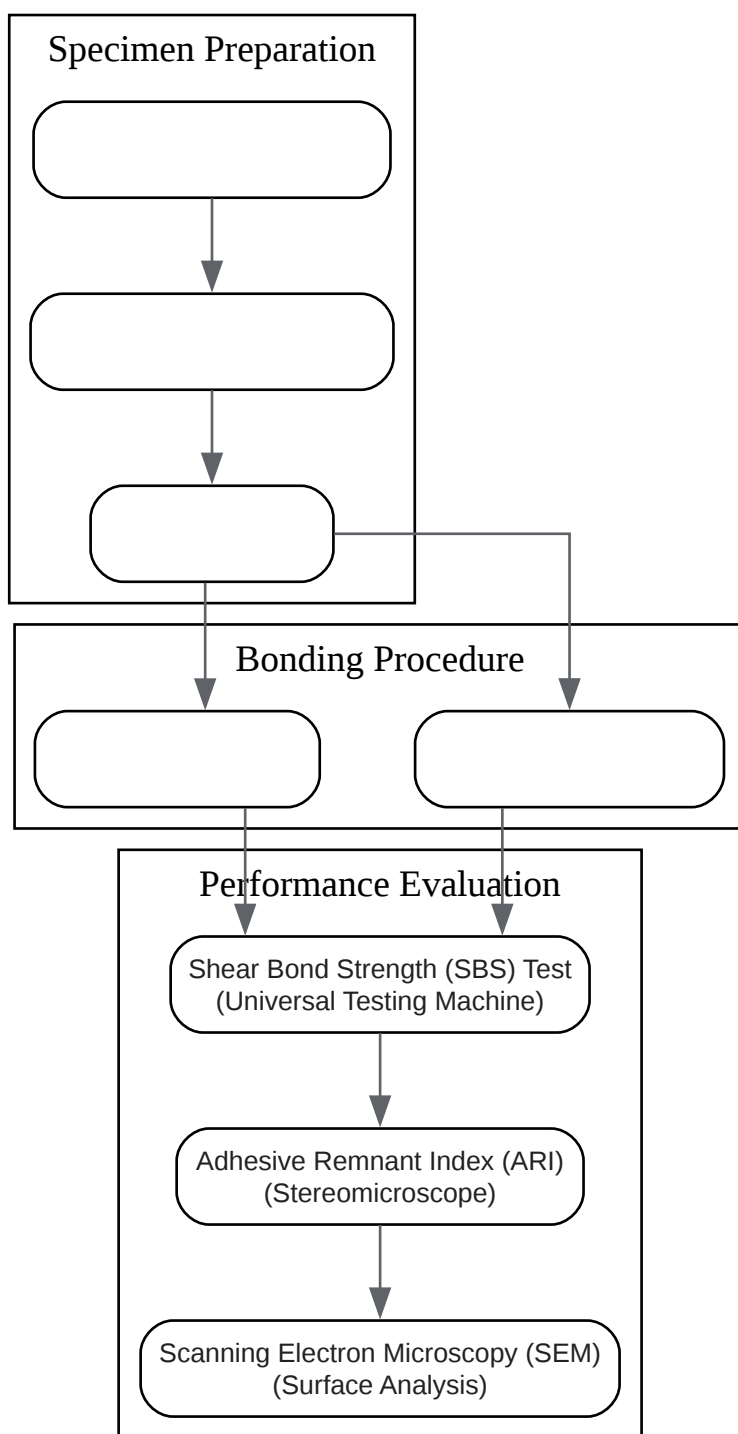 Specimen Preparation
Bonding Procedure
Performance Evaluation
Shear Bond Strength (SBS) Test
(Universal Testing Machine)
Adhesive Remnant Index (ARI)
(Stereomicroscope)
Scanning Electron Microscopy (SEM)
(Surface Analysis)